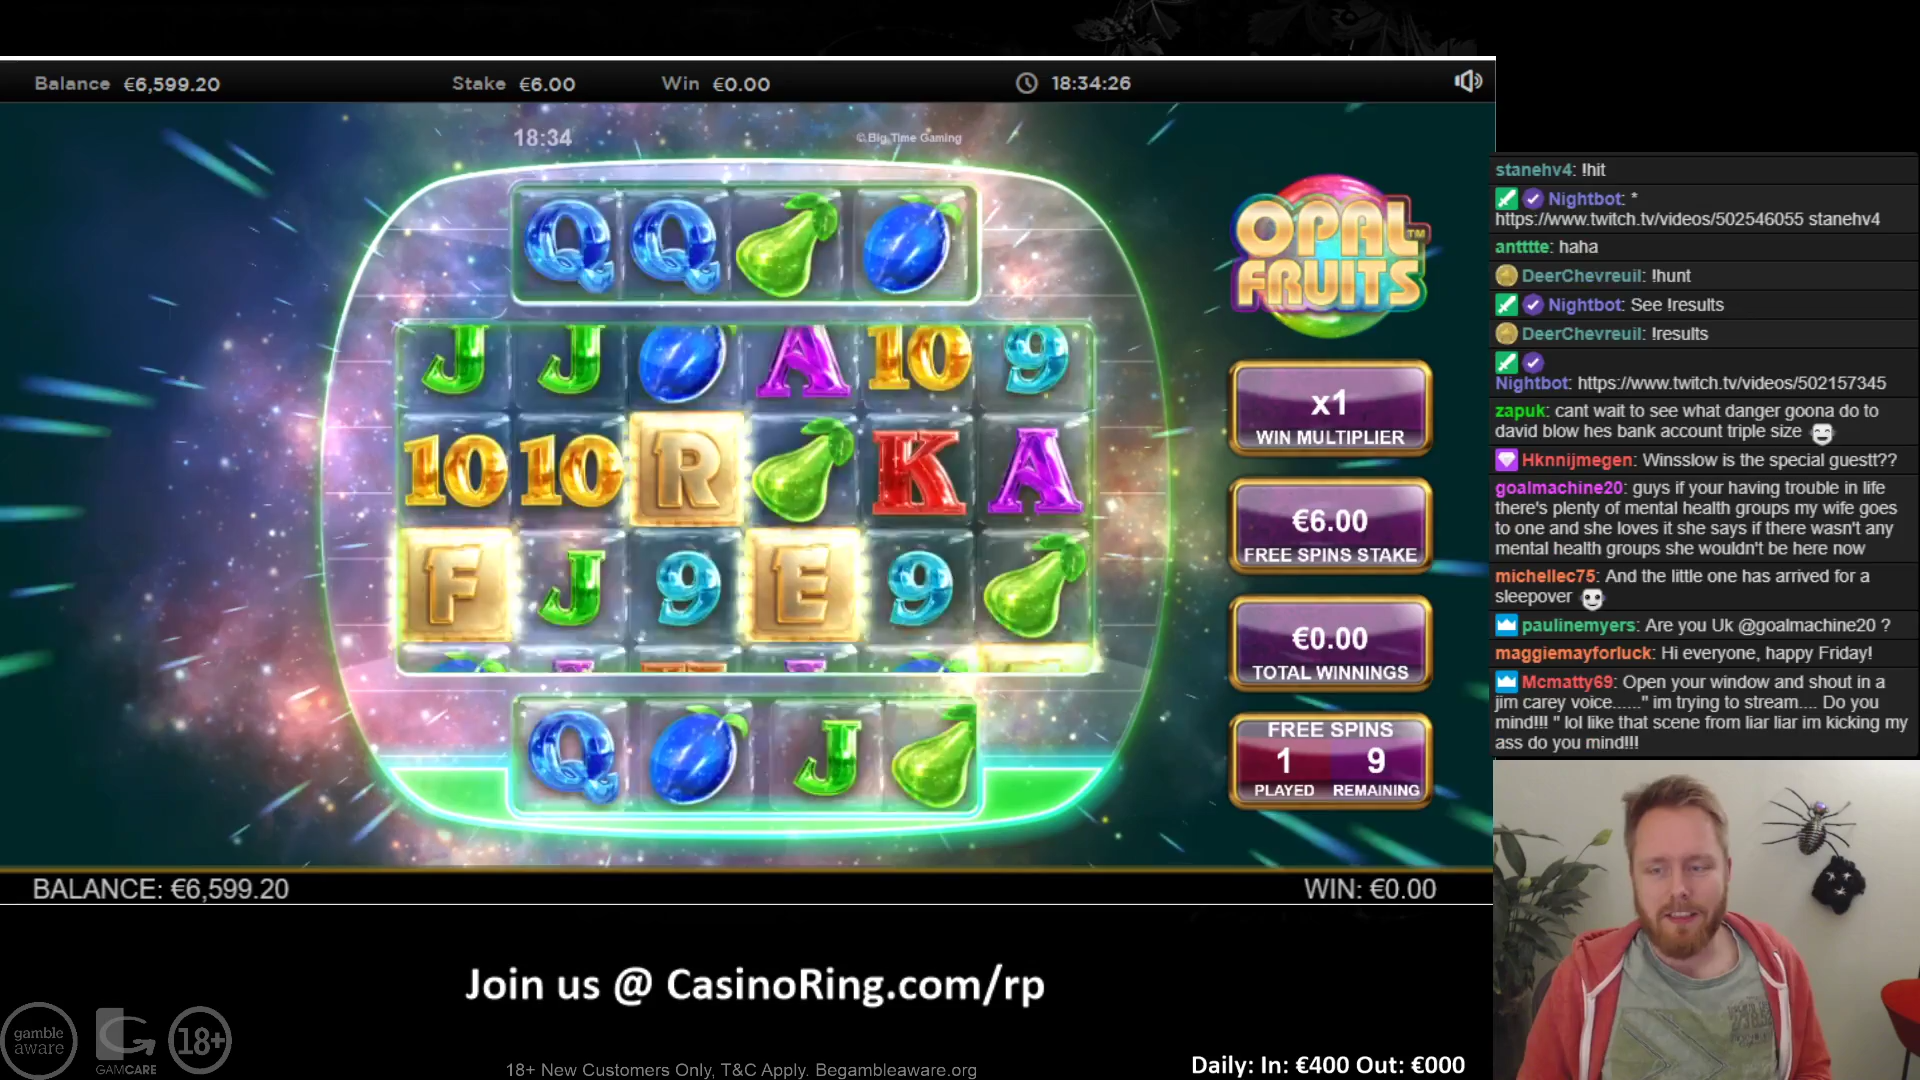 Balance €6,599.20 Stake €6.00 Win €0.00 18:34:26
18:34 © Big Time Gaming
Q Q
J J A 10 9
10 10 R K A
F J 9 E 9
Q J
OPAL
FRUITS™
x1
WIN MULTIPLIER
€6.00
FREE SPINS STAKE
€0.00
TOTAL WINNINGS
FREE SPINS
1 9
PLAYED REMAINING
BALANCE: €6,599.20 WIN: €0.00
Join us @ CasinoRing.com/rp
gamble
aware
GAMCARE
18+
18+ New Customers Only, T&C Apply. Begambleaware.org
Daily: In: €400 Out: €000
stanehv4: !hit
Nightbot: *
https://www.twitch.tv/videos/502546055 stanehv4
anttttte: haha
DeerChevreuil: !hunt
Nightbot: See !results
DeerChevreuil: !results
Nightbot: https://www.twitch.tv/videos/502157345
zapuk: cant wait to see what danger goona do to
david blow hes bank account triple size
Hknnijmegen: Winsslow is the special guestt??
goalmachine20: guys if your having trouble in life
there's plenty of mental health groups my wife goes
to one and she loves it she says if there wasn't any
mental health groups she wouldn't be here now
michellec75: And the little one has arrived for a
sleepover
paulinemyers: Are you Uk @goalmachine20 ?
maggiemayforluck: Hi everyone, happy Friday!
Mcmatty69: Open your window and shout in a
jim carey voice......" im trying to stream.... Do you
mind!!! " lol like that scene from liar liar im kicking my
ass do you mind!!!